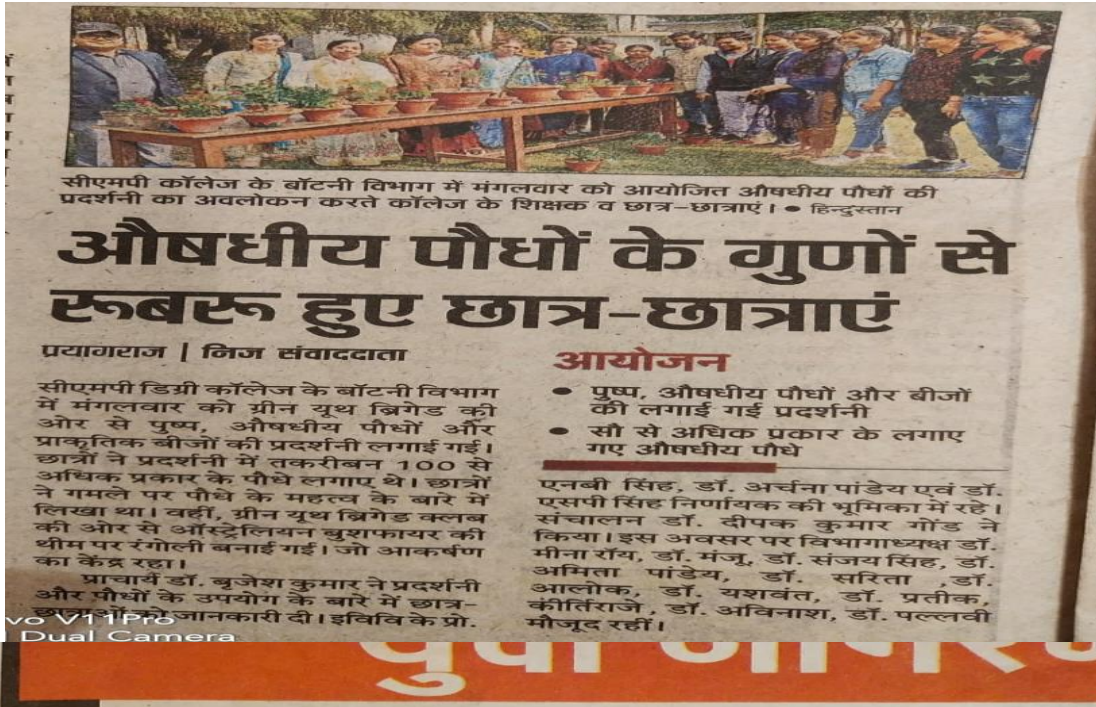 सीएमपी कॉलेज के बॉटनी विभाग में मंगलवार को आयोजित औषधीय पौधों की
प्रदर्शनी का अवलोकन करते कॉलेज के शिक्षक व छात्र-छात्राएं। ● हिन्दुस्तान
औषधीय पौधों के गुणों से
रूबरू हुए छात्र-छात्राएं
प्रयागराज | निज संवाददाता
सीएमपी डिग्री कॉलेज के बॉटनी विभाग
में मंगलवार को ग्रीन यूथ ब्रिगेड की
ओर से पुष्प, औषधीय पौधों और
प्राकृतिक बीजों की प्रदर्शनी लगाई गई।
छात्रों ने प्रदर्शनी में तकरीबन 100 से
अधिक प्रकार के पौधे लगाए थे। छात्रों
ने गमले पर पौधे के महत्व के बारे में
लिखा था। वहीं, ग्रीन यूथ ब्रिगेड क्लब
की ओर से ऑस्ट्रेलियन बुशफायर की
थीम पर रंगोली बनाई गई। जो आकर्षण
का केंद्र रहा।
प्राचार्य डॉ. बृजेश कुमार ने प्रदर्शनी
और पौधों के उपयोग के बारे में छात्र-
छात्राओं को जानकारी दी। इविवि के प्रो.
आयोजन
● पुष्प, औषधीय पौधों और बीजों
की लगाई गई प्रदर्शनी
● सौ से अधिक प्रकार के लगाए
गए औषधीय पौधे
एनबी सिंह, डॉ. अर्चना पांडेय एवं डॉ.
एसपी सिंह निर्णायक की भूमिका में रहे।
संचालन डॉ. दीपक कुमार गोंड ने
किया। इस अवसर पर विभागाध्यक्ष डॉ.
मीना रॉय, डॉ. मंजू, डॉ. संजय सिंह, डॉ.
अमिता पांडेय, डॉ. सरिता ,डॉ.
आलोक, डॉ. यशवंत, डॉ. प्रतीक,
कीर्तिराजे, डॉ. अविनाश, डॉ. पल्लवी
मौजूद रहीं।
vo V11Pro
Dual Camera